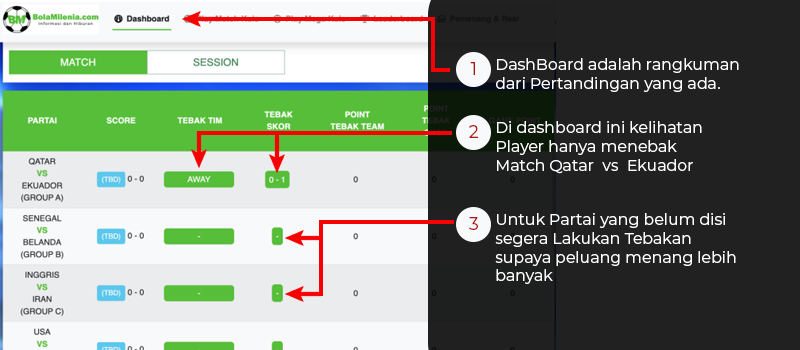 BM BolaMilenia.com
Informasi dan Hiburan
Dashboard
MATCH
SESSION
PARTAI
SCORE
TEBAK TIM
TEBAK
SKOR
POINT
TEBAK TEAM
QATAR
VS
EKUADOR
(GROUP A)
(TBD) 0 - 0
AWAY
0 - 1
0
0
SENEGAL
VS
BELANDA
(GROUP B)
(TBD) 0 - 0
-
-
0
0
INGGRIS
VS
IRAN
(GROUP C)
(TBD) 0 - 0
-
-
0
0
USA
VS
1 DashBoard adalah rangkuman
dari Pertandingan yang ada.
2 Di dashboard ini kelihatan
Player hanya menebak
Match Qatar vs Ekuador
3 Untuk Partai yang belum disi
segera Lakukan Tebakan
supaya peluang menang lebih
banyak